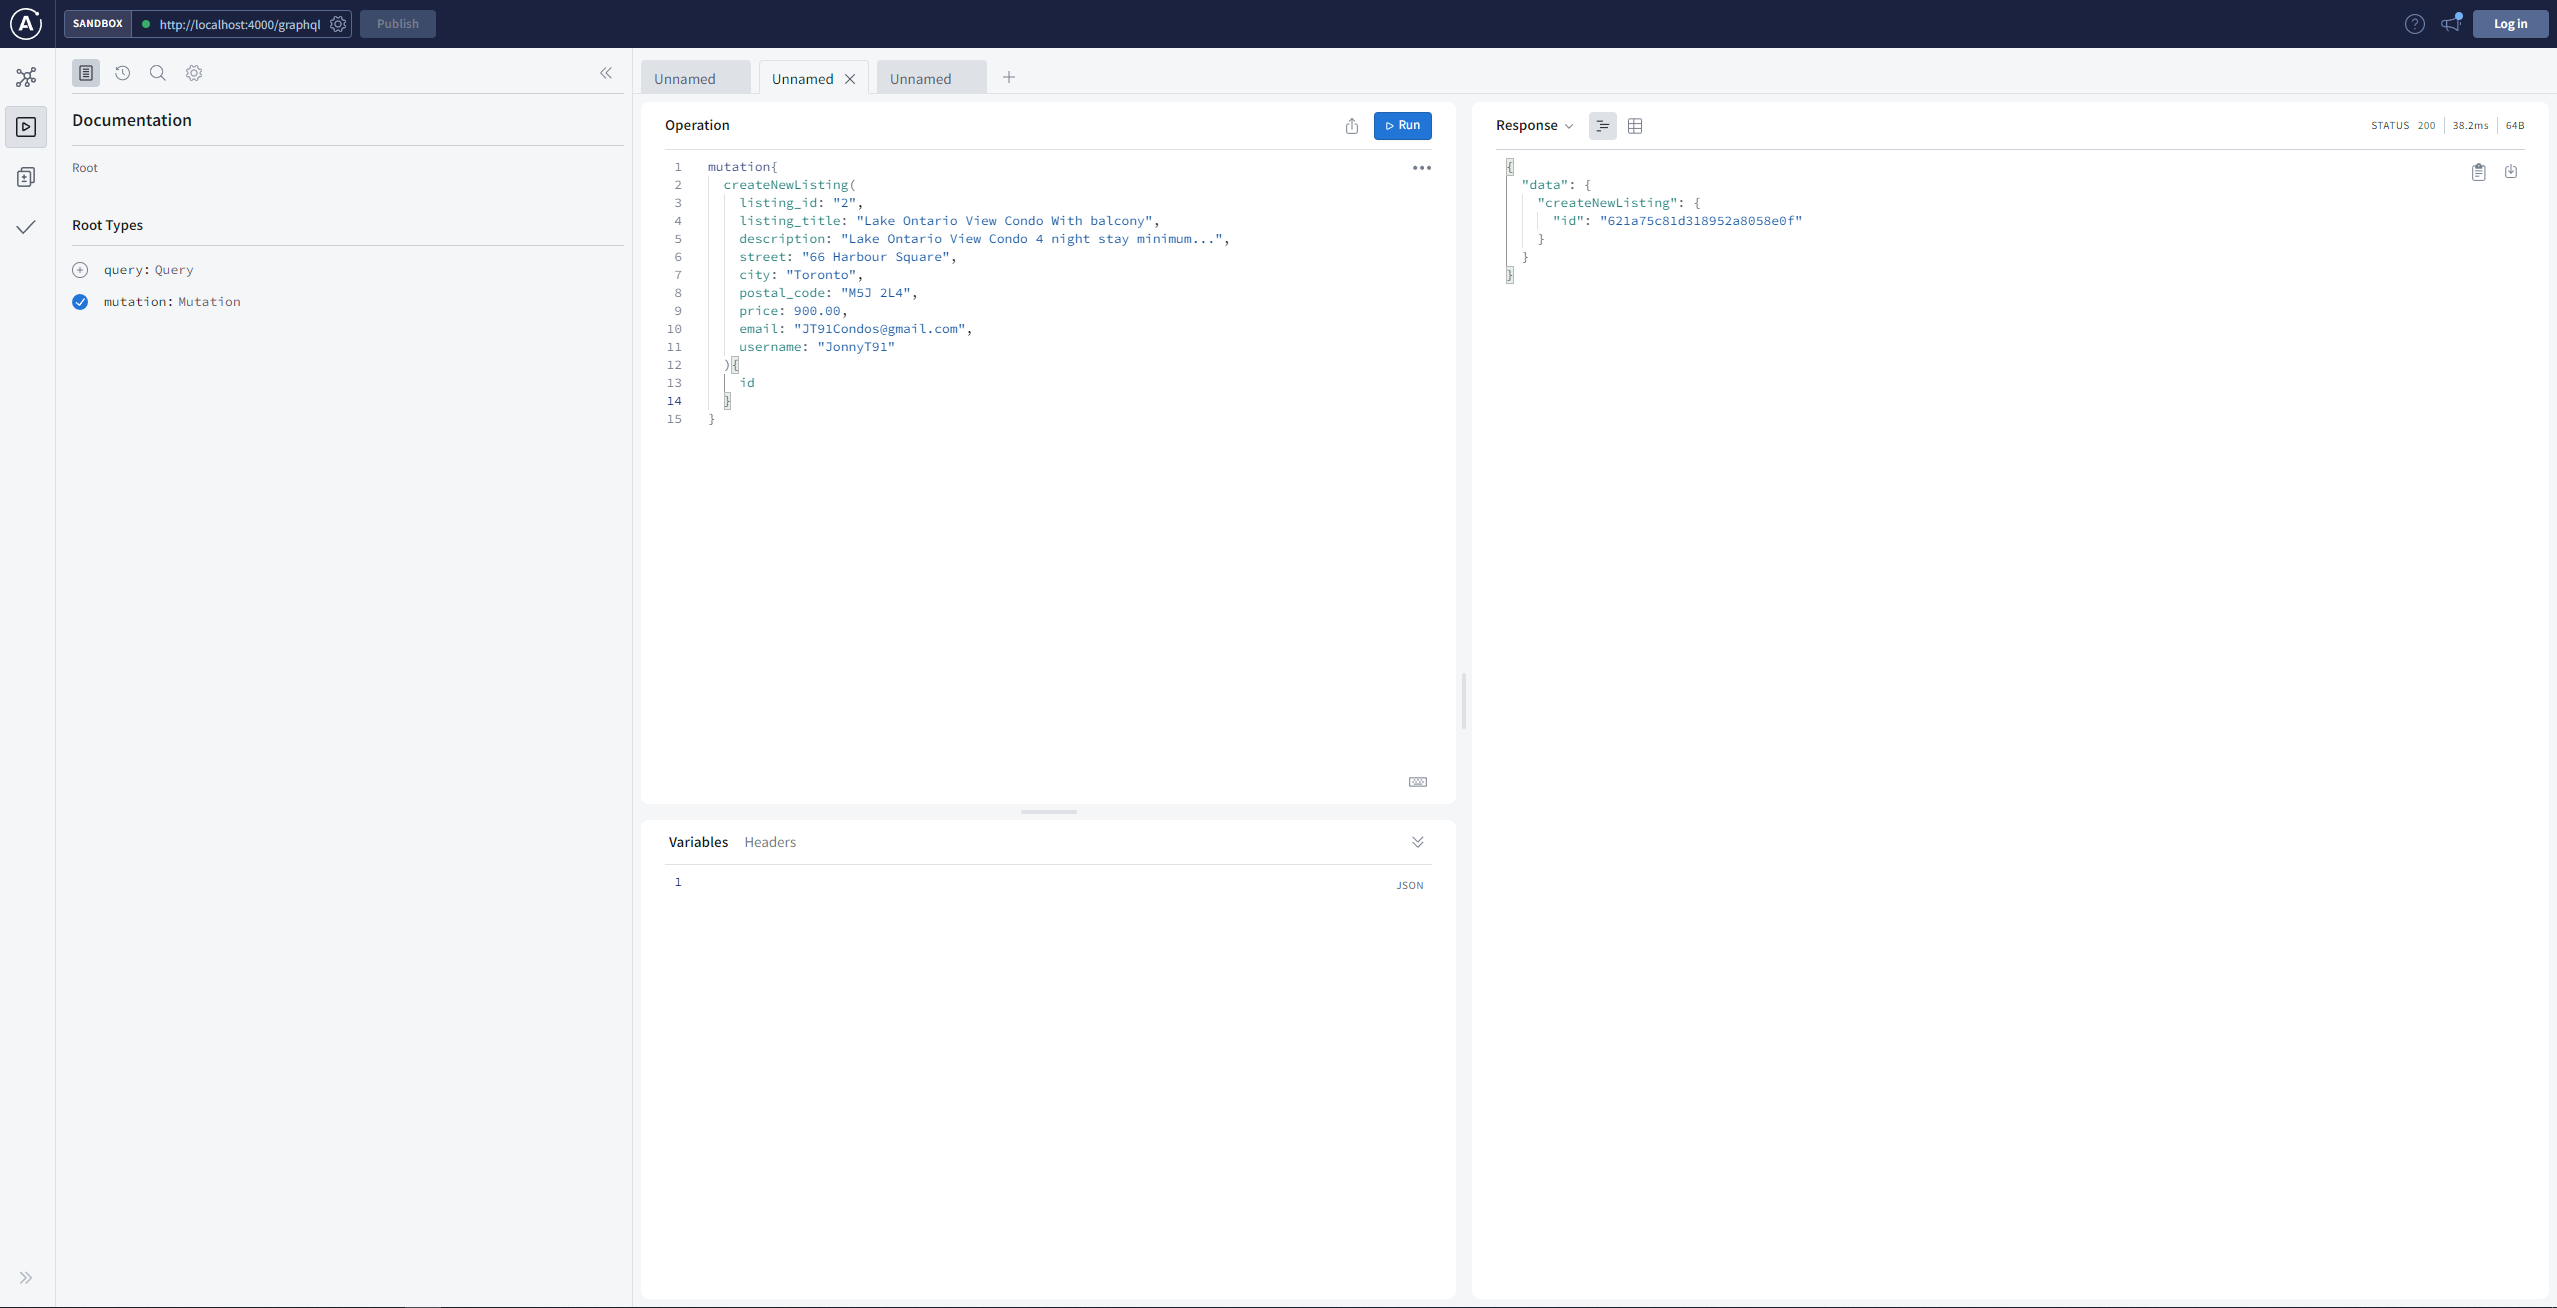 A
SANDBOX
http://localhost:4000/graphql
Publish
?
Log in
Documentation
Root
Root Types
query: Query
mutation: Mutation
Unnamed
Unnamed
Unnamed
Operation
Run
1 mutation{
2 createNewListing(
3 listing_id: "2",
4 listing_title: "Lake Ontario View Condo With balcony",
5 description: "Lake Ontario View Condo 4 night stay minimum...",
6 street: "66 Harbour Square",
7 city: "Toronto",
8 postal_code: "M5J 2L4",
9 price: 900.00,
10 email: "JT91Condos@gmail.com",
11 username: "JonnyT91"
12 ){
13 id
14 }
15 }
Variables Headers
1
JSON
Response
STATUS 200 38.2ms 64B
{
"data": {
"createNewListing": {
"id": "621a75c81d318952a8058e0f"
}
}
}